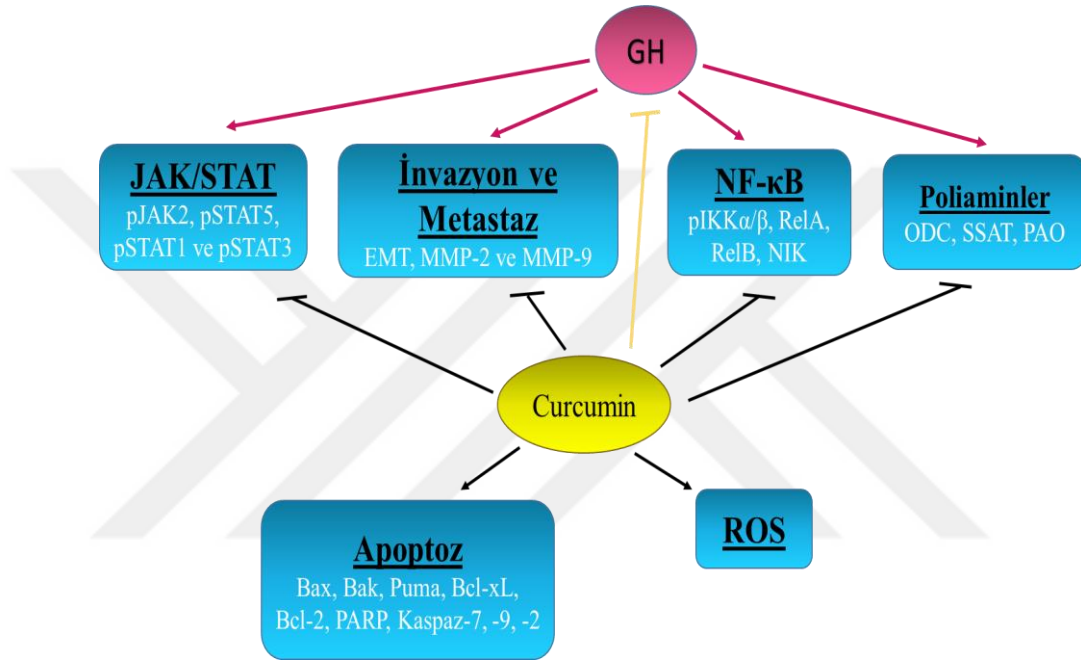 GH
JAK/STAT
pJAK2, pSTAT5,
pSTAT1 ve pSTAT3
İnvazyon ve
Metastaz
EMT, MMP-2 ve MMP-9
NF-κB
pIKKα/β, RelA,
RelB, NIK
Poliaminler
ODC, SSAT, PAO
Curcumin
Apoptoz
Bax, Bak, Puma, Bcl-xL,
Bcl-2, PARP, Kaspaz-7, -9, -2
ROS